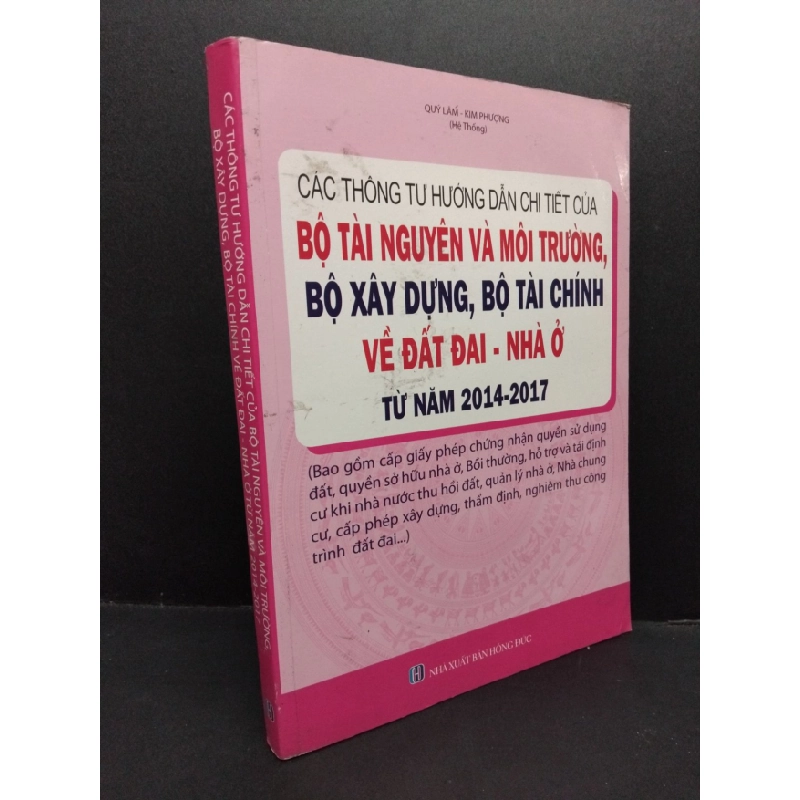 QUÝ LÂM - KIM PHƯỢNG
(Hệ Thống)
CÁC THÔNG TƯ HƯỚNG DẪN CHI TIẾT CỦA
BỘ TÀI NGUYÊN VÀ MÔI TRƯỜNG,
BỘ XÂY DỰNG, BỘ TÀI CHÍNH
VỀ ĐẤT ĐAI - NHÀ Ở
TỪ NĂM 2014-2017
(Bao gồm cấp giấy phép chứng nhận quyền sử dụng
đất, quyền sở hữu nhà ở, Bồi thường, hỗ trợ và tái định
cư khi nhà nước thu hồi đất, quản lý nhà ở, Nhà chung
cư, cấp phép xây dựng, thẩm định, nghiệm thu công
trình đất đai...)
NHÀ XUẤT BẢN HỒNG ĐỨC
CÁC THÔNG TƯ HƯỚNG DẪN CHI TIẾT CỦA BỘ TÀI NGUYÊN VÀ MÔI TRƯỜNG,
BỘ XÂY DỰNG, BỘ TÀI CHÍNH VỀ ĐẤT ĐAI - NHÀ Ở TỪ NĂM 2014-2017